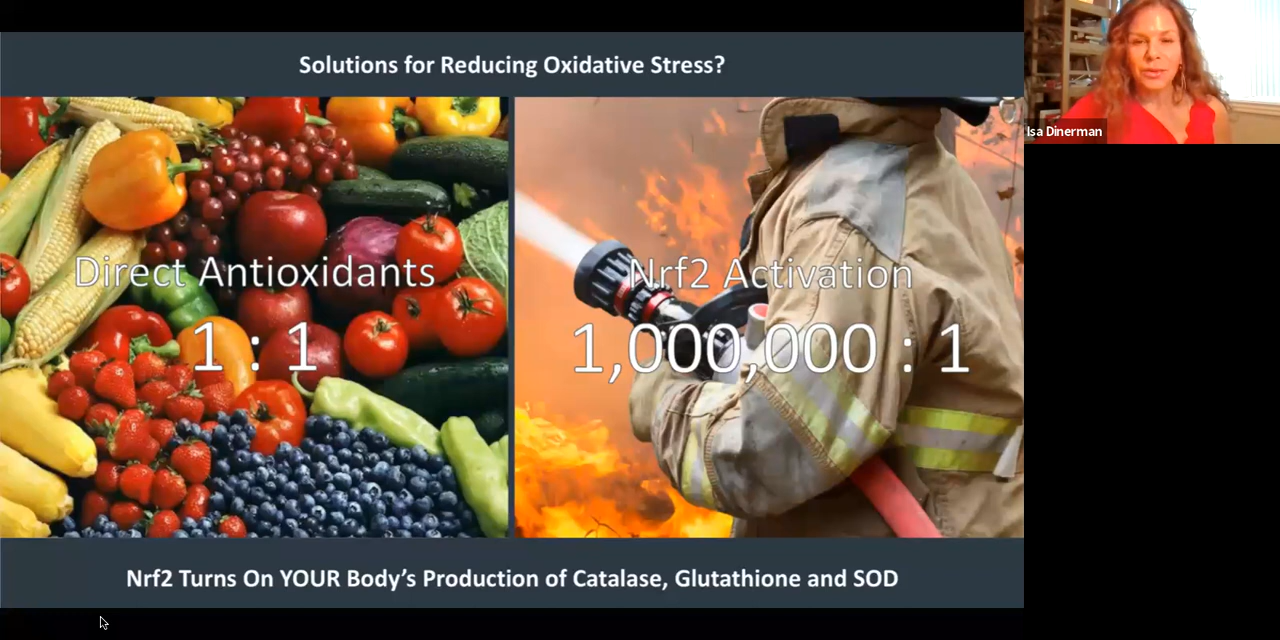 Solutions for Reducing Oxidative Stress?
Isa Dinerman
Direct Antioxidants
1 : 1
Nrf2 Activation
1,000,000 : 1
Nrf2 Turns On YOUR Body's Production of Catalase, Glutathione and SOD